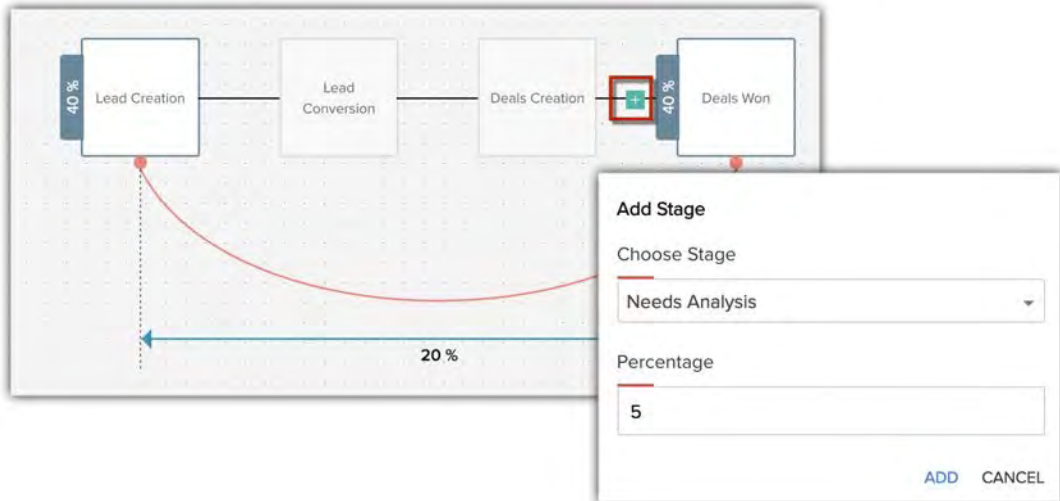 40 %
Lead Creation
Lead
Conversion
Deals Creation
+
40 %
Deals Won
20 %
Add Stage
Choose Stage
Needs Analysis
Percentage
5
ADD CANCEL